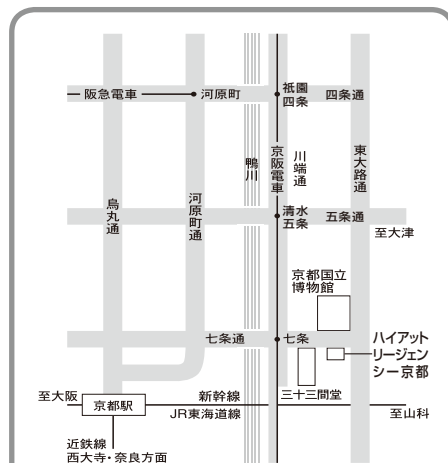 阪急電車
河原町
祇園
四条
四条通
鴨川
京阪電車
川端通
東大路通
烏丸通
河原町通
清水
五条
五条通
至大津
京都国立
博物館
七条通
七条
ハイアット
リージェン
シー京都
三十三間堂
至大阪
京都駅
新幹線
JR東海道線
至山科
近鉄線
西大寺・奈良方面